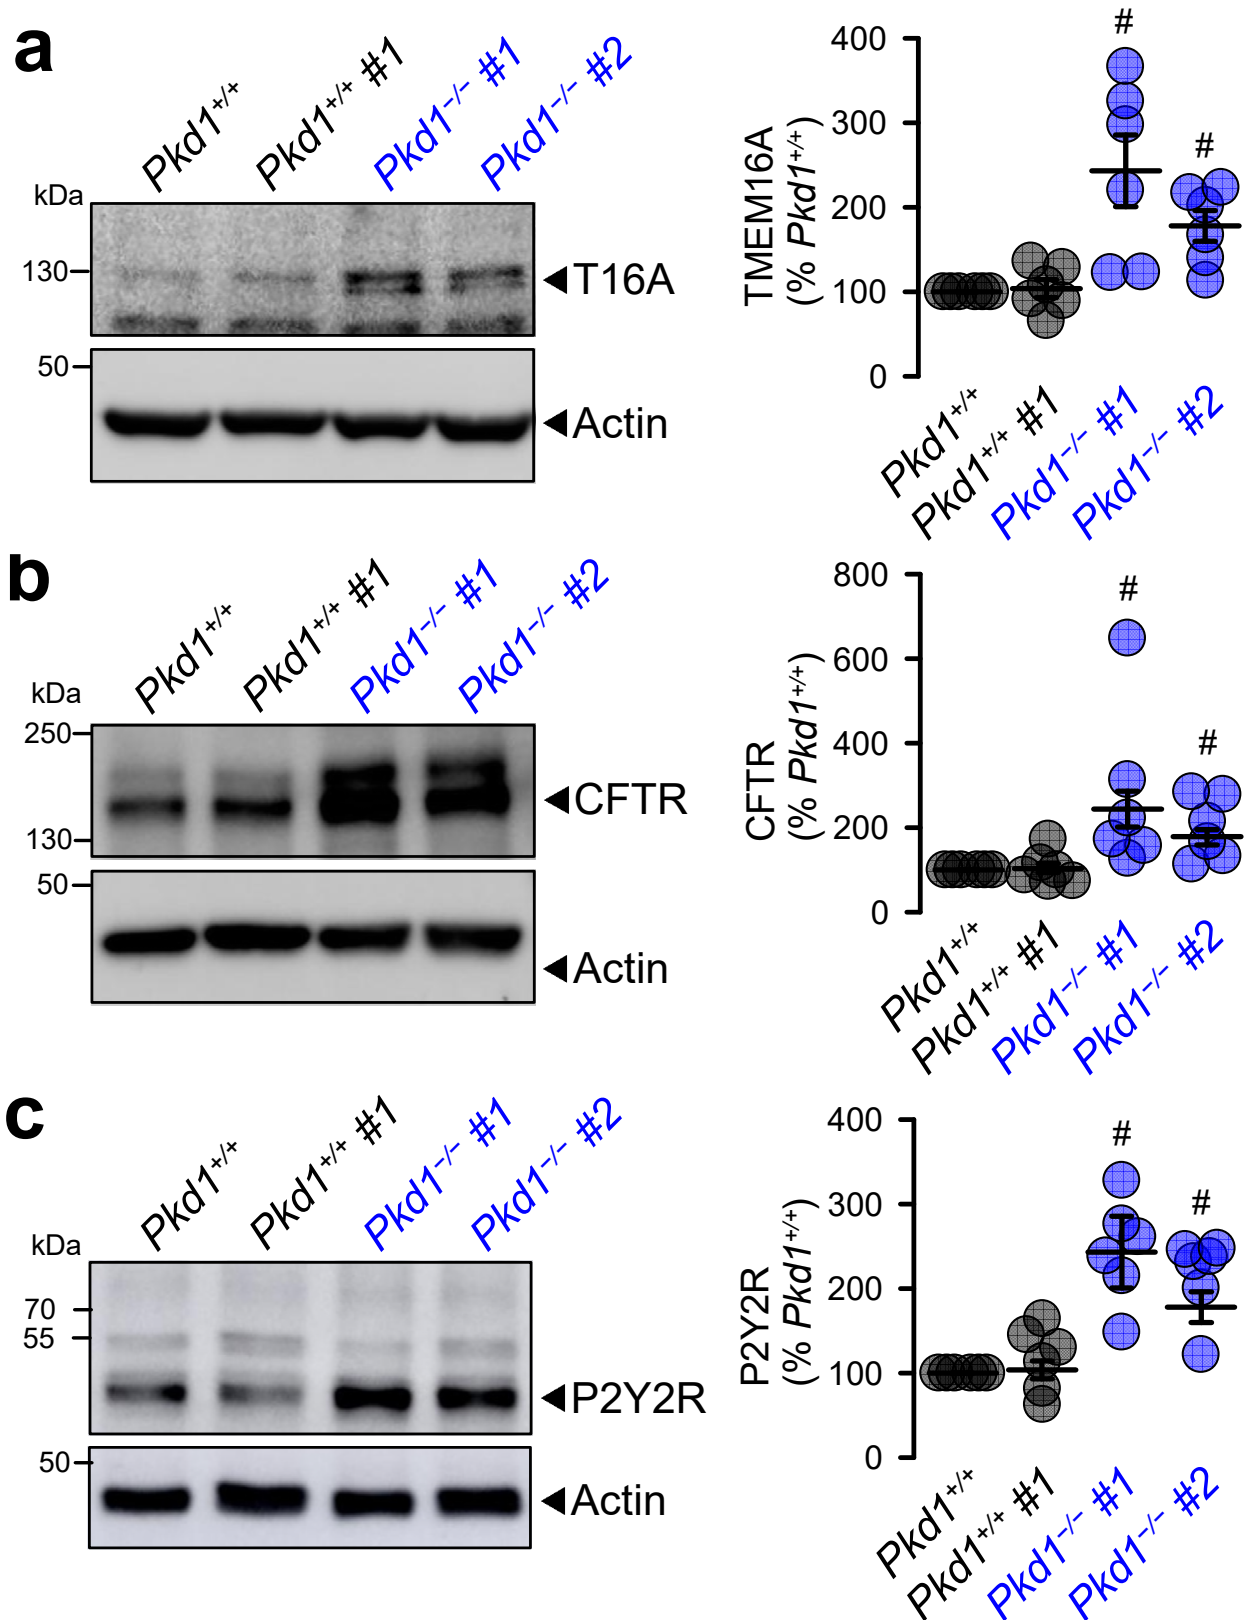 a
Pkd1+/+
Pkd1+/+ #1
Pkd1−/− #1
Pkd1−/− #2
kDa
130
T16A
50
Actin
TMEM16A
(% Pkd1+/+)
400
300
200
100
0
#
#
Pkd1+/+
Pkd1+/+ #1
Pkd1−/− #1
Pkd1−/− #2
b
Pkd1+/+
Pkd1+/+ #1
Pkd1−/− #1
Pkd1−/− #2
kDa
250
CFTR
130
50
Actin
CFTR
(% Pkd1+/+)
800
600
400
200
0
#
#
Pkd1+/+
Pkd1+/+ #1
Pkd1−/− #1
Pkd1−/− #2
c
Pkd1+/+
Pkd1+/+ #1
Pkd1−/− #1
Pkd1−/− #2
kDa
70
55
P2Y2R
50
Actin
P2Y2R
(% Pkd1+/+)
400
300
200
100
0
#
#
Pkd1+/+
Pkd1+/+ #1
Pkd1−/− #1
Pkd1−/− #2